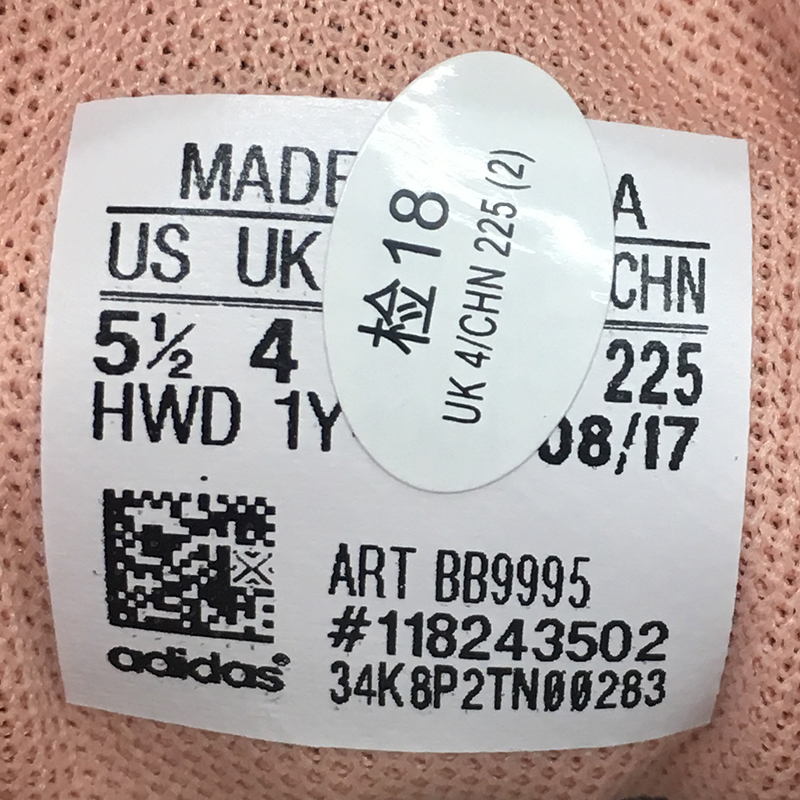 MADE
A
US UK
CHN
5½ 4
225
HWD 1Y
08/17
检18
UK 4/CHN 225 (2)
ART BB9995
#118243502
34K8P2TN00283
adidas®